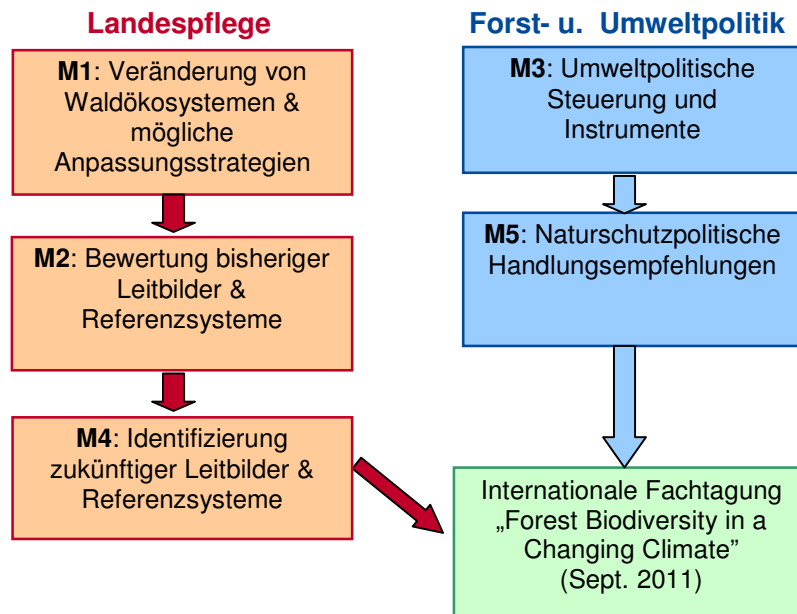 Landespflege
M1: Veränderung von
Waldökosystemen &
mögliche
Anpassungsstrategien
M2: Bewertung bisheriger
Leitbilder &
Referenzsysteme
M4: Identifizierung
zukünftiger Leitbilder &
Referenzsysteme
Forst- u. Umweltpolitik
M3: Umweltpolitische
Steuerung und
Instrumente
M5: Naturschutzpolitische
Handlungsempfehlungen
Internationale Fachtagung
„Forest Biodiversity in a
Changing Climate”
(Sept. 2011)